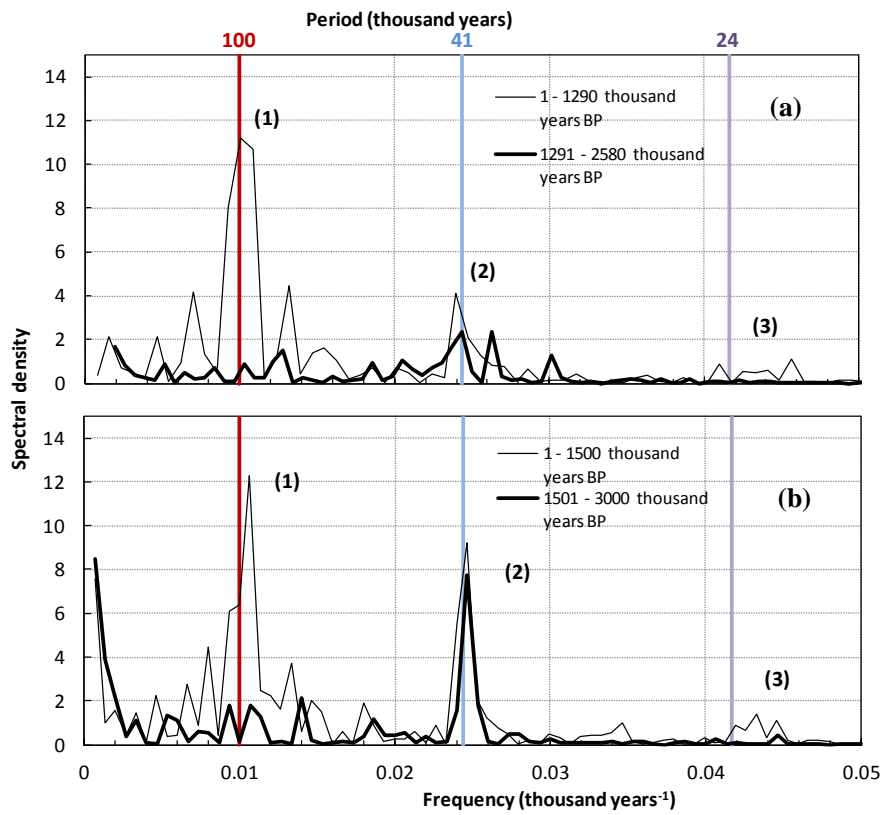 Period (thousand years)
100 41 24
14
12
10
8
6
4
2
0
(1)
(2)
(3)
1 - 1290 thousand
years BP
1291 - 2580 thousand
years BP
(a)
Spectral density
14
12
10
8
6
4
2
0
(1)
(2)
(3)
1 - 1500 thousand
years BP
1501 - 3000 thousand
years BP
(b)
0 0.01 0.02 0.03 0.04 0.05
Frequency (thousand years-1)